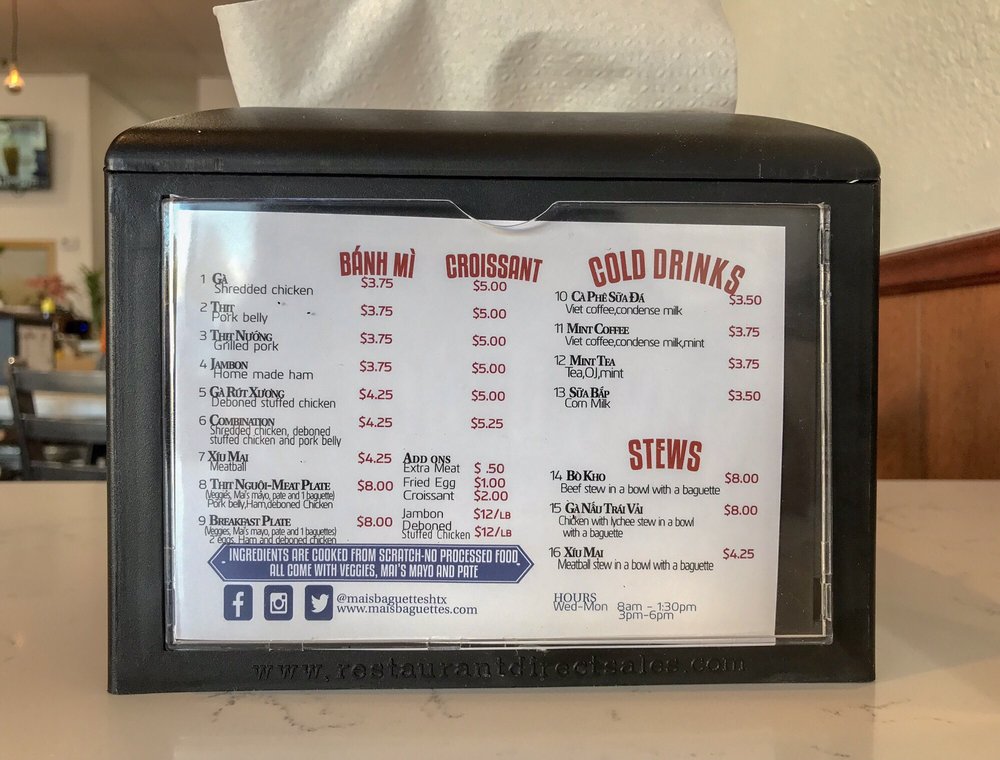 BÁNH MÌ CROISSANT
1 GÀ $3.75 $5.00
Shredded chicken
2 THỊT $3.75 $5.00
Pork belly
3 THỊT NƯỚNG $3.75 $5.00
Grilled pork
4 JAMBON $3.75 $5.00
Home made ham
5 GÀ RÚT XƯƠNG $4.25 $5.00
Deboned stuffed chicken
6 COMBINATION $4.25 $5.25
Shredded chicken, deboned
stuffed chicken and pork belly
7 XÍU MẠI $4.25
Meatball
8 THỊT NGUỘI-MEAT PLATE $8.00
(Veggies, Mai's mayo, pate and 1 baguette)
Pork belly,Ham,deboned Chicken
9 BREAKFAST PLATE $8.00
(Veggies, Mai's mayo, pate and 1 baguettes)
2 eggs, Ham and deboned chicken
ADD ONS
Extra Meat $ .50
Fried Egg $1.00
Croissant $2.00
Jambon $12/LB
Deboned
Stuffed Chicken $12/LB
INGREDIENTS ARE COOKED FROM SCRATCH-NO PROCESSED FOOD
ALL COME WITH VEGGIES, MAI'S MAYO AND PATE
@maisbaguetteshtx
www.maisbaguettes.com
COLD DRINKS
10 CÀ PHÊ SỮA ĐÁ $3.50
Viet coffee,condense milk
11 MINT COFFEE $3.75
Viet coffee,condense milk,mint
12 MINT TEA $3.75
Tea,OJ,mint
13 SỮA BẮP $3.50
Corn Milk
STEWS
14 BÒ KHO $8.00
Beef stew in a bowl with a baguette
15 GÀ NẤU TRÁI VẢI $8.00
Chicken with lychee stew in a bowl
with a baguette
16 XÍU MẠI $4.25
Meatball stew in a bowl with a baguette
HOURS
Wed-Mon 8am - 1:30pm
3pm-6pm
www.restaurantdirectsales.com